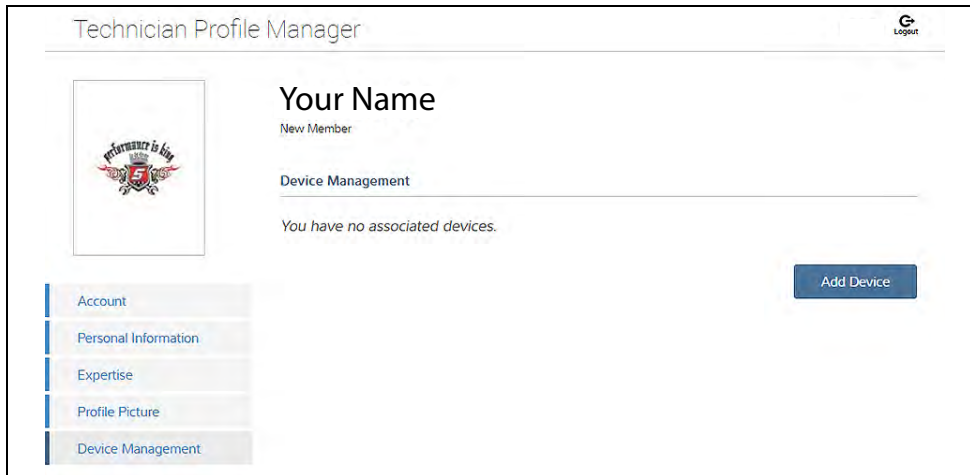 Technician Profile Manager
Logout
performance is king
S
Your Name
New Member
Device Management
You have no associated devices.
Add Device
Account
Personal Information
Expertise
Profile Picture
Device Management